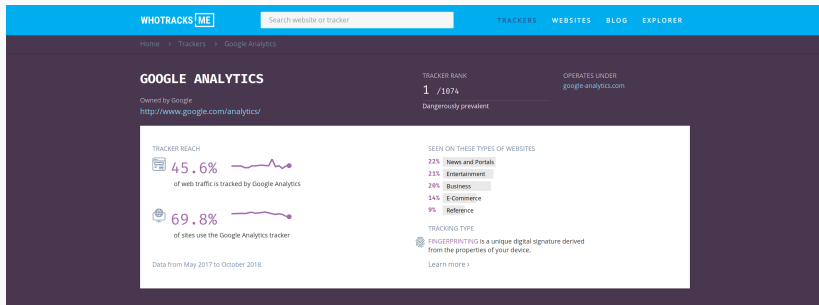 WHOTRACKS ME
Search website or tracker
TRACKERS WEBSITES BLOG EXPLORER
Home > Trackers > Google Analytics
GOOGLE ANALYTICS
Owned by Google
http://www.google.com/analytics/
TRACKER RANK
1 /1074
Dangerously prevalent
OPERATES UNDER
google-analytics.com
TRACKER REACH
45.6%
of web traffic is tracked by Google Analytics
69.8%
of sites use the Google Analytics tracker
Data from May 2017 to October 2018.
SEEN ON THESE TYPES OF WEBSITES
22% News and Portals
21% Entertainment
20% Business
14% E-Commerce
9% Reference
TRACKING TYPE
FINGERPRINTING is a unique digital signature derived
from the properties of your device.
Learn more ›